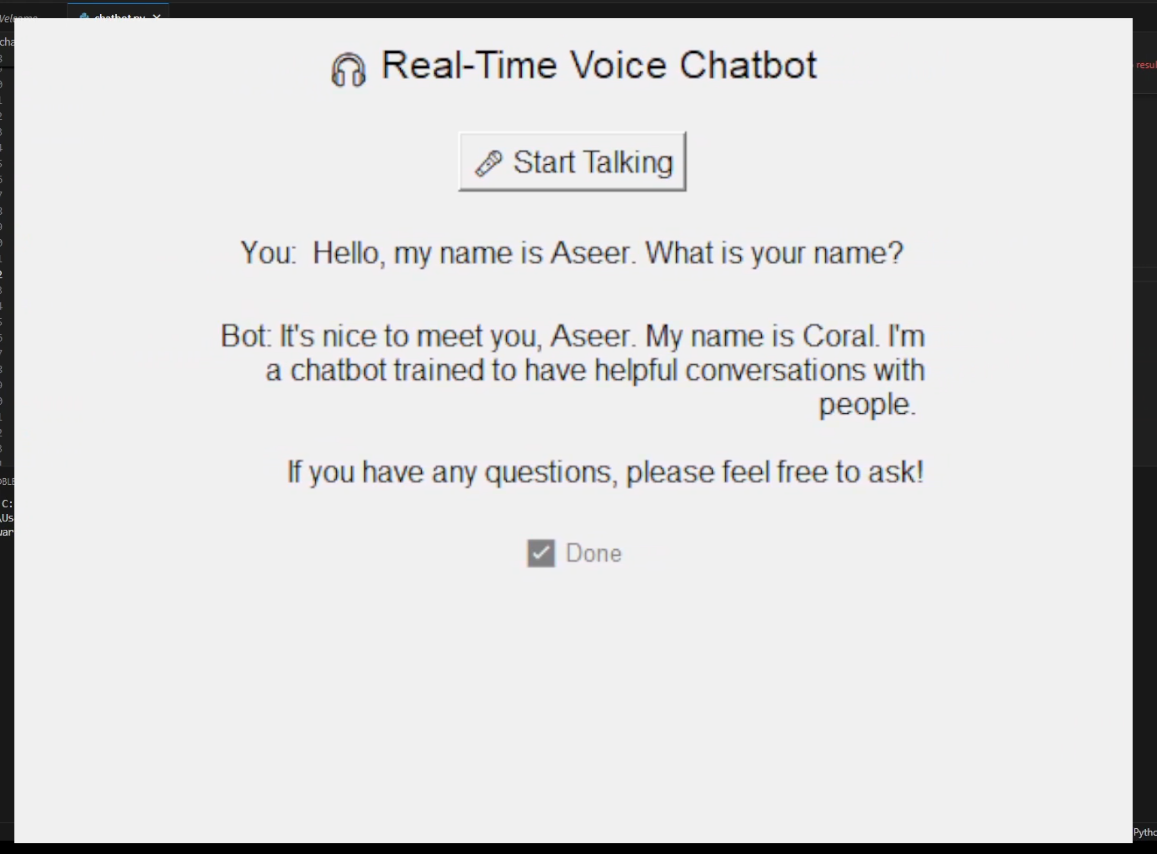 chatbot.py
🎧 Real-Time Voice Chatbot
🎤 Start Talking
You:  Hello, my name is Aseer. What is your name?
Bot: It's nice to meet you, Aseer. My name is Coral. I'm
a chatbot trained to have helpful conversations with
people.
If you have any questions, please feel free to ask!
Done
C: